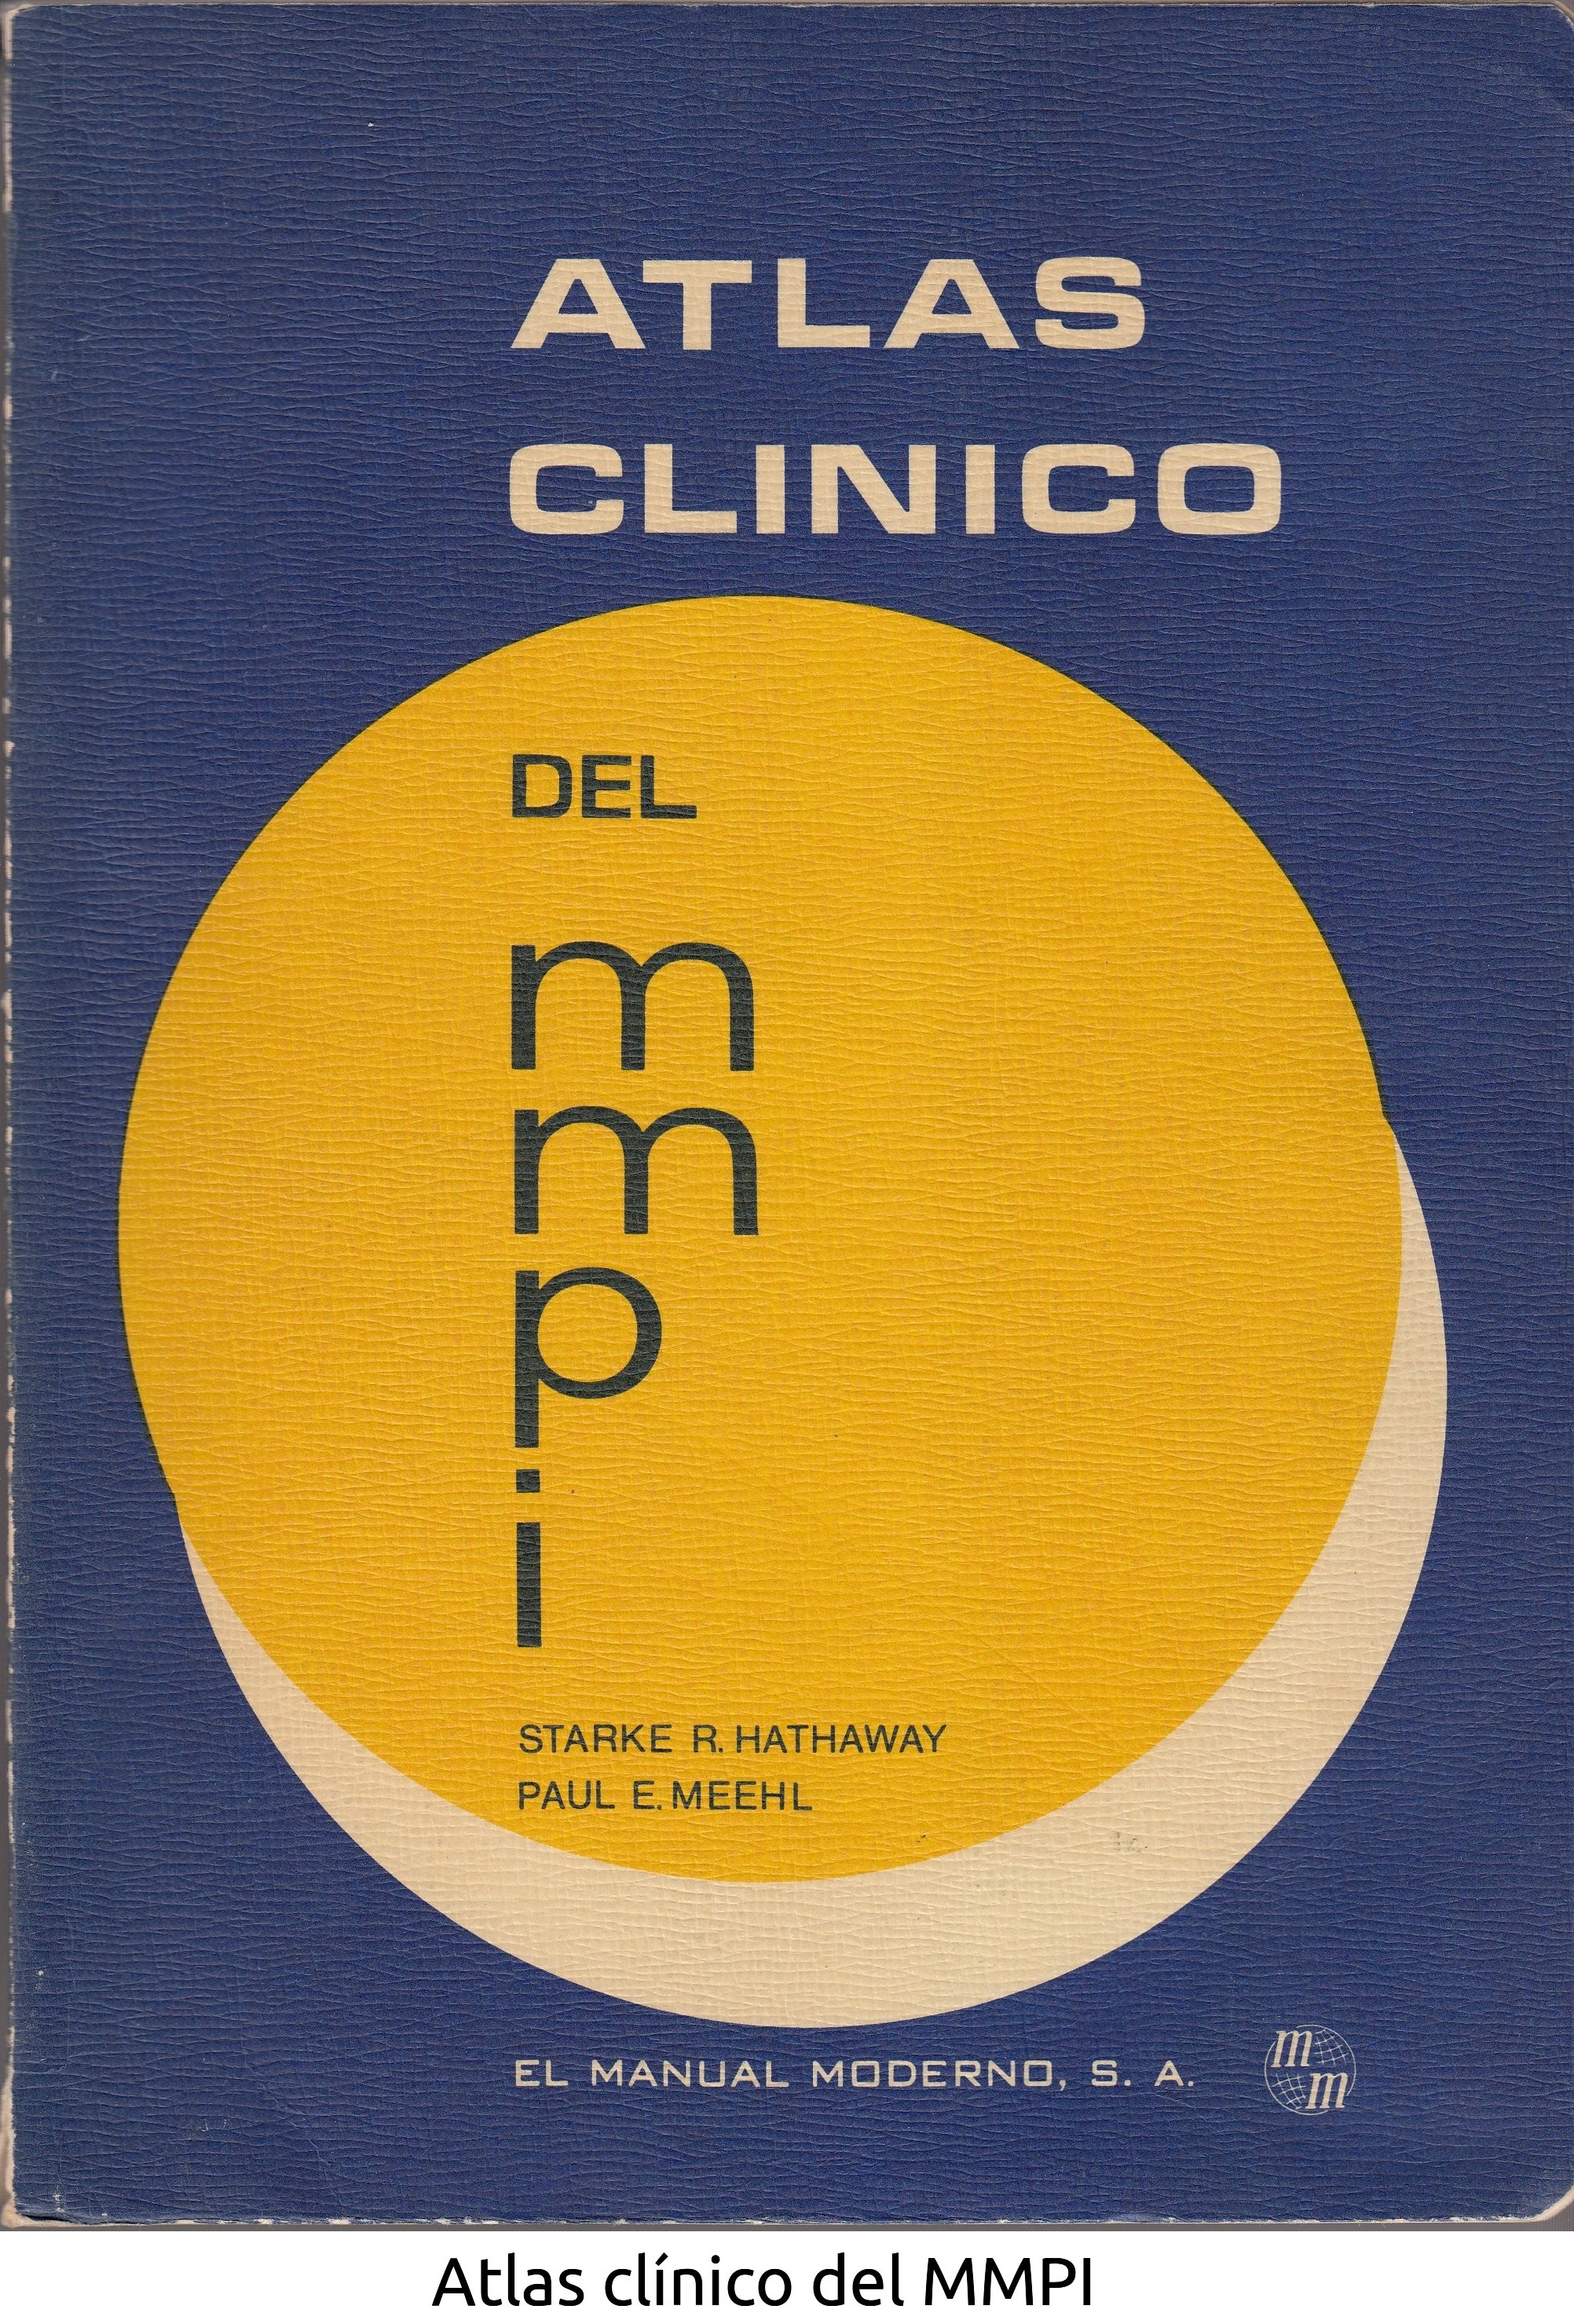 ATLAS
CLINICO
DEL
m
m
p
i
STARKE R. HATHAWAY
PAUL E. MEEHL
EL MANUAL MODERNO, S. A.
m
m
Atlas clínico del MMPI